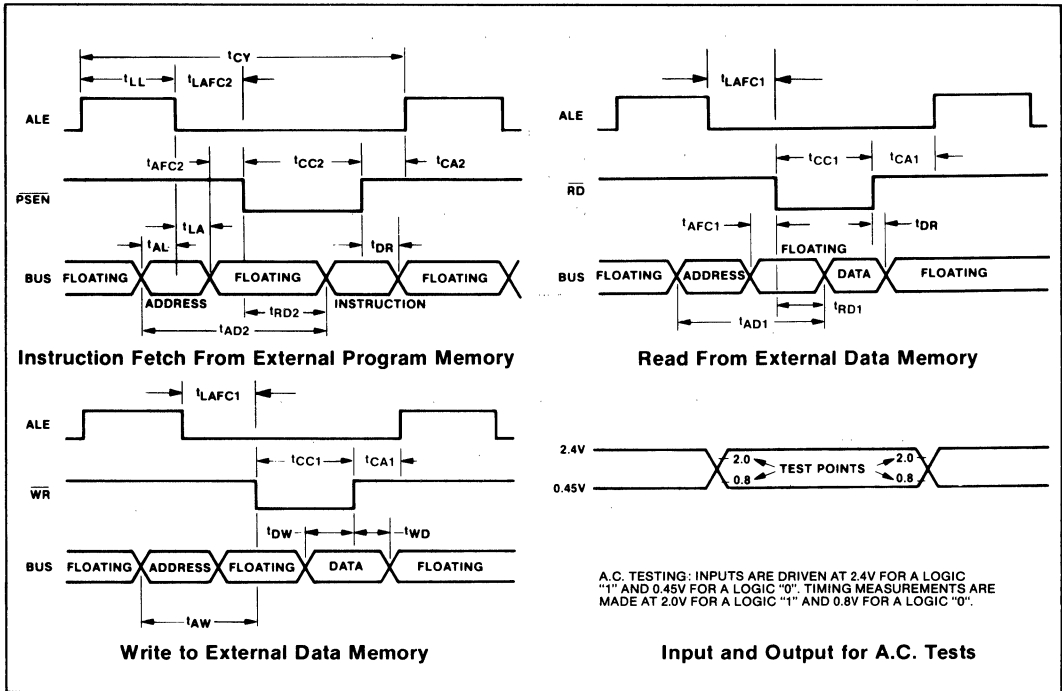 tCY
tLL
tLAFC2
ALE
tAFC2
tCC2
tCA2
PSEN
tAL
tLA
tDR
BUS
FLOATING
FLOATING
FLOATING
ADDRESS
INSTRUCTION
tRD2
tAD2
Instruction Fetch From External Program Memory
tLAFC1
ALE
tCC1
tCA1
RD
tAFC1
tDR
FLOATING
BUS
FLOATING
ADDRESS
DATA
FLOATING
tRD1
tAD1
Read From External Data Memory
tLAFC1
ALE
tCC1
tCA1
WR
tDW
tWD
BUS
FLOATING
ADDRESS
FLOATING
DATA
FLOATING
tAW
Write to External Data Memory
2.4V
2.0
TEST POINTS
2.0
0.8
0.8
0.45V
A.C. TESTING: INPUTS ARE DRIVEN AT 2.4V FOR A LOGIC
"1" AND 0.45V FOR A LOGIC "0". TIMING MEASUREMENTS ARE
MADE AT 2.0V FOR A LOGIC "1" AND 0.8V FOR A LOGIC "0".
Input and Output for A.C. Tests